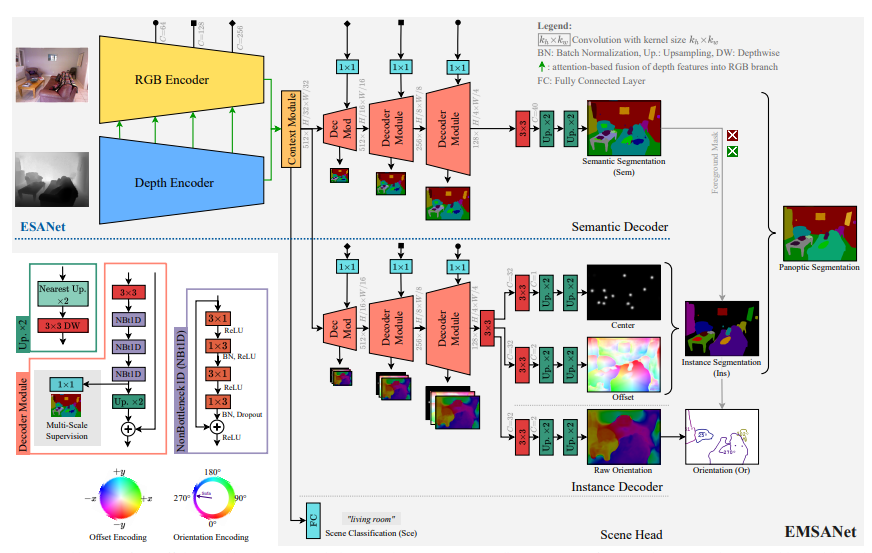 C=64
C=128
C=256
RGB Encoder
Depth Encoder
ESANet
Context Module
512×H/32×W/32
1×1
1×1
1×1
Dec
Mod
512×H/16×W/16
Decoder
Module
256×H/8×W/8
Decoder
Module
128×H/4×W/4
3×3
C=40
Up. ×2
Up. ×2
Semantic Segmentation
(Sem)
Semantic Decoder
Legend:
kh×kw Convolution with kernel size kh×kw
BN: Batch Normalization, Up.: Upsampling, DW: Depthwise
: attention-based fusion of depth features into RGB branch
FC: Fully Connected Layer
Foreground Mask
Panoptic Segmentation
1×1
1×1
1×1
Dec
Mod
512×H/16×W/16
Decoder
Module
256×H/8×W/8
Decoder
Module
128×H/4×W/4
3×3
C=32
3×3
C=1
Up. ×2
Up. ×2
Center
C=32
3×3
C=2
Up. ×2
Up. ×2
Offset
C=32
3×3
C=2
Up. ×2
Up. ×2
Raw Orientation
Instance Segmentation
(Ins)
Orientation (Or)
Instance Decoder
FC
"living room"
Scene Classification (Sce)
Scene Head
EMSANet
Up. ×2
Nearest Up.
×2
3×3 DW
Decoder Module
3×3
NBt1D
NBt1D
NBt1D
1×1
Up. ×2
Multi-Scale
Supervision
NonBottleneck1D (NBt1D)
3×1
ReLU
1×3
BN, ReLU
3×1
ReLU
1×3
BN, Dropout
ReLU
+y
−x
+x
−y
Offset Encoding
180°
270°
90°
0°
Orientation Encoding